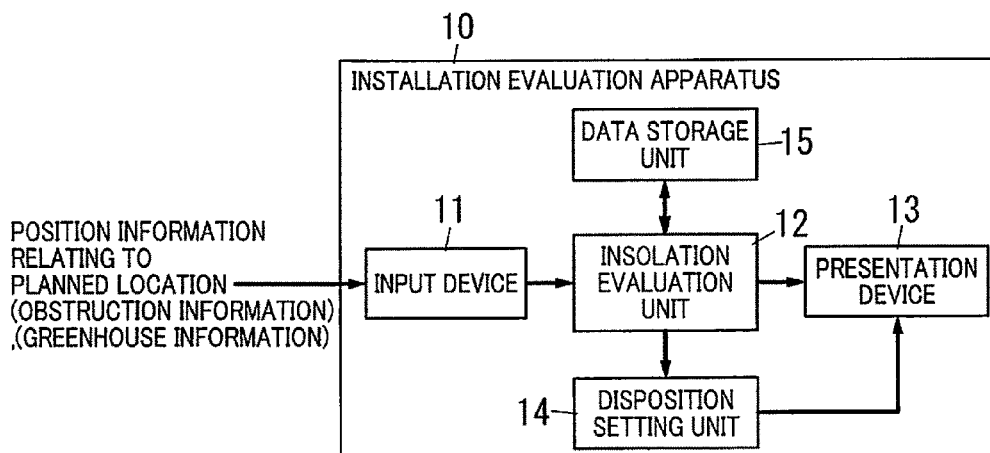 10
INSTALLATION EVALUATION APPARATUS
DATA STORAGE
UNIT
15
POSITION INFORMATION
RELATING TO
PLANNED LOCATION
(OBSTRUCTION INFORMATION)
,(GREENHOUSE INFORMATION)
11
INPUT DEVICE
12
INSOLATION
EVALUATION
UNIT
13
PRESENTATION
DEVICE
14
DISPOSITION
SETTING UNIT